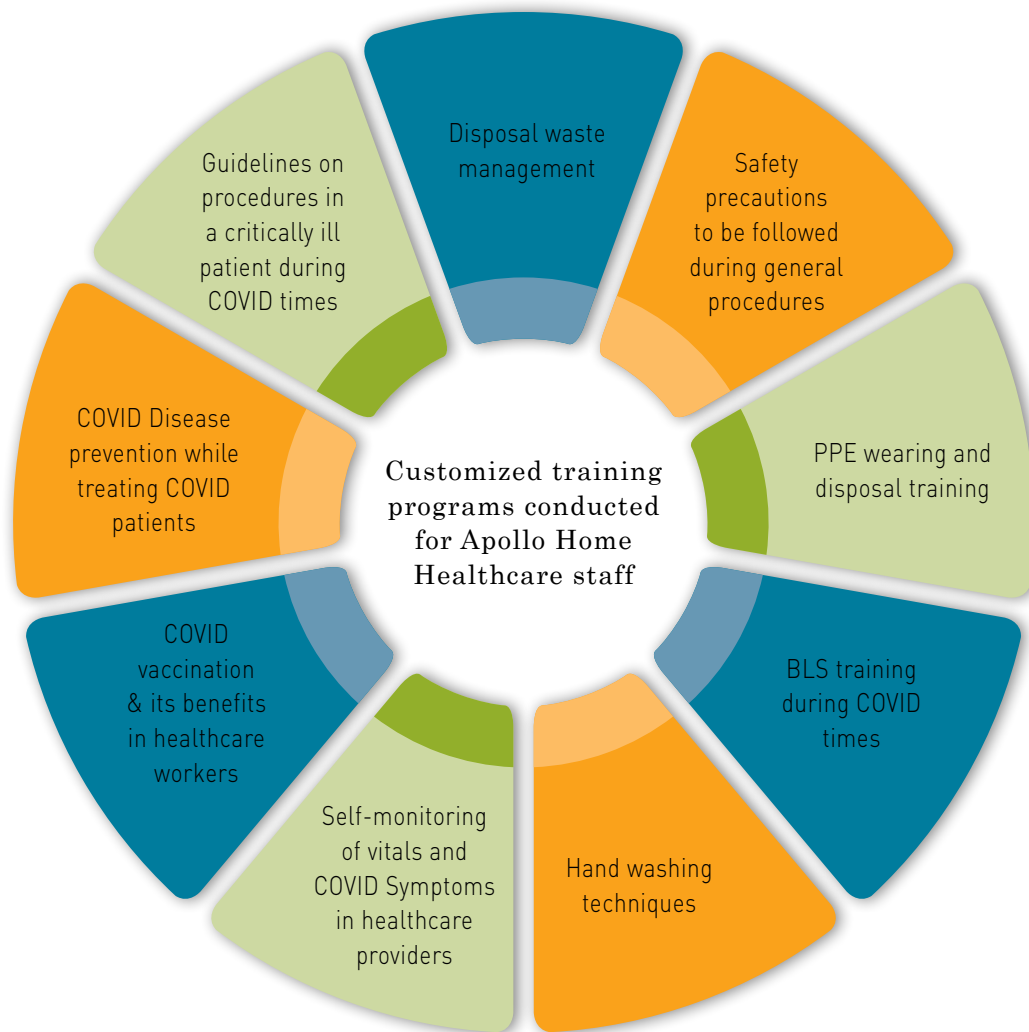 Disposal waste
management
Safety
precautions
to be followed
during general
procedures
PPE wearing and
disposal training
BLS training
during COVID
times
Hand washing
techniques
Self-monitoring
of vitals and
COVID Symptoms
in healthcare
providers
COVID
vaccination
& its benefits
in healthcare
workers
COVID Disease
prevention while
treating COVID
patients
Guidelines on
procedures in
a critically ill
patient during
COVID times
Customized training
programs conducted
for Apollo Home
Healthcare staff